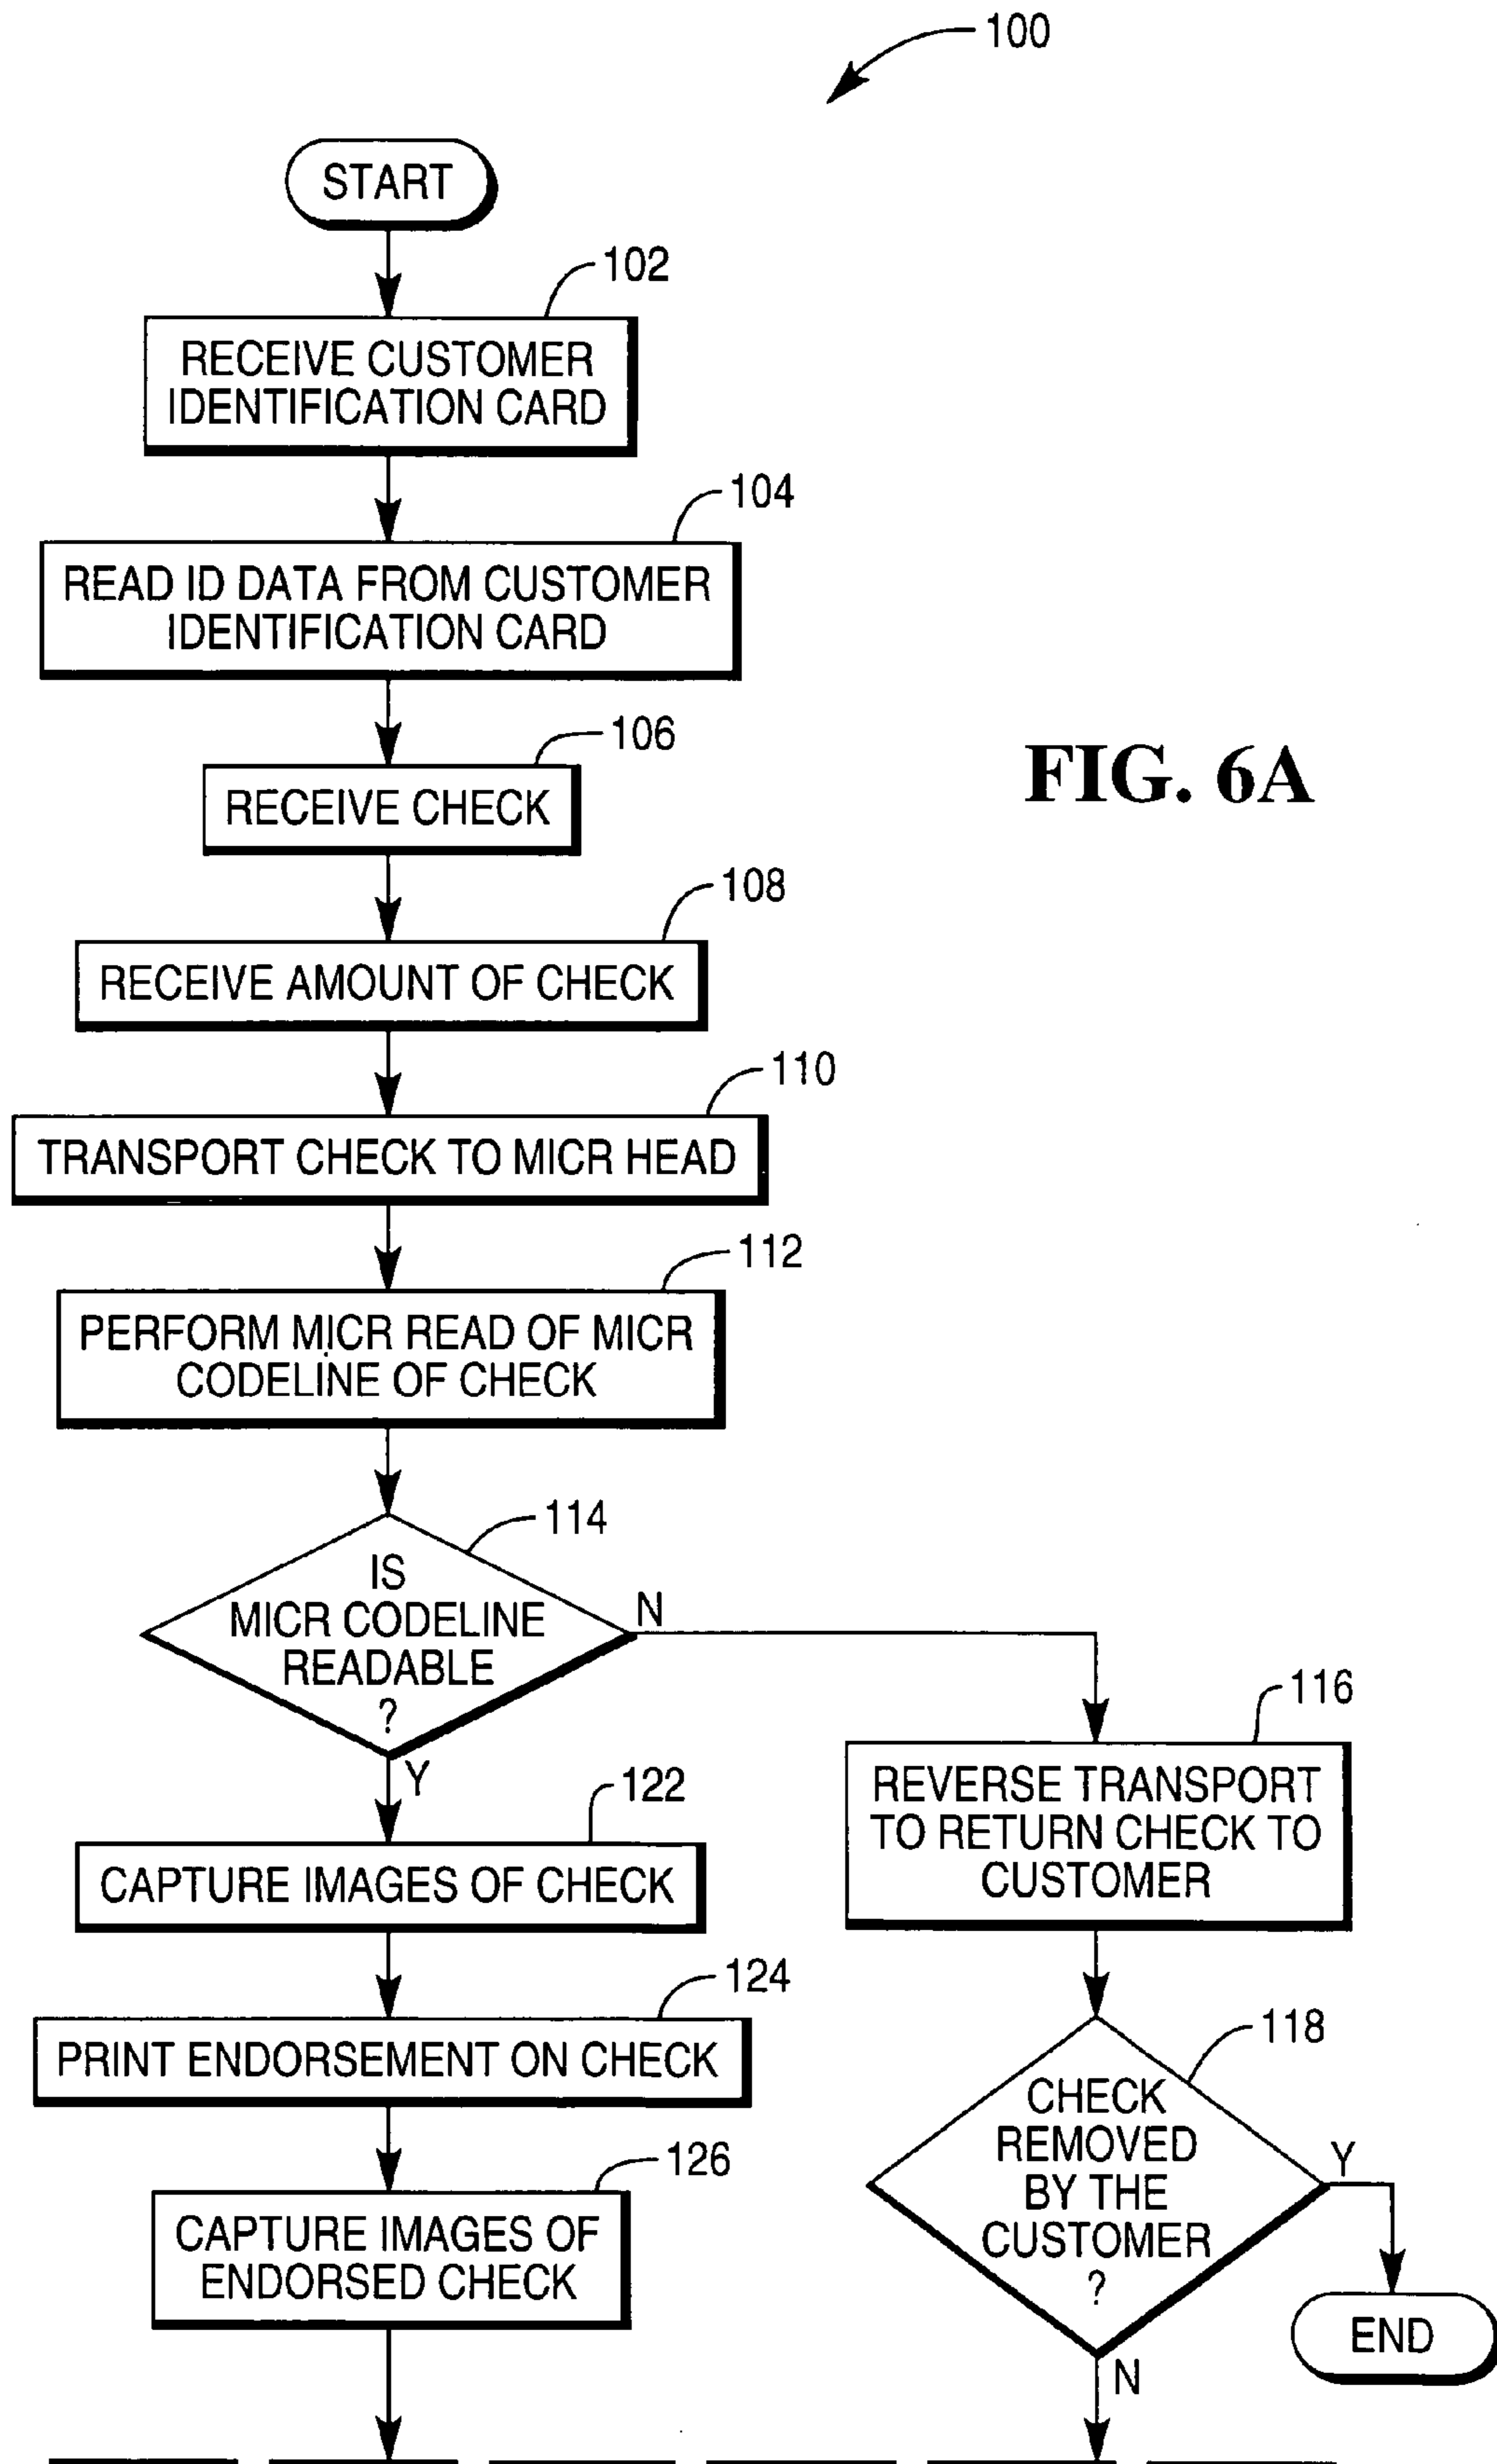 100
START
102
RECEIVE CUSTOMER
IDENTIFICATION CARD
104
READ ID DATA FROM CUSTOMER
IDENTIFICATION CARD
106
RECEIVE CHECK
FIG. 6A
108
RECEIVE AMOUNT OF CHECK
110
TRANSPORT CHECK TO MICR HEAD
112
PERFORM MICR READ OF MICR
CODELINE OF CHECK
114
IS
MICR CODELINE
READABLE
?
N
Y
116
REVERSE TRANSPORT
TO RETURN CHECK TO
CUSTOMER
122
CAPTURE IMAGES OF CHECK
124
PRINT ENDORSEMENT ON CHECK
118
CHECK
REMOVED
BY THE
CUSTOMER
?
Y
N
END
126
CAPTURE IMAGES OF
ENDORSED CHECK